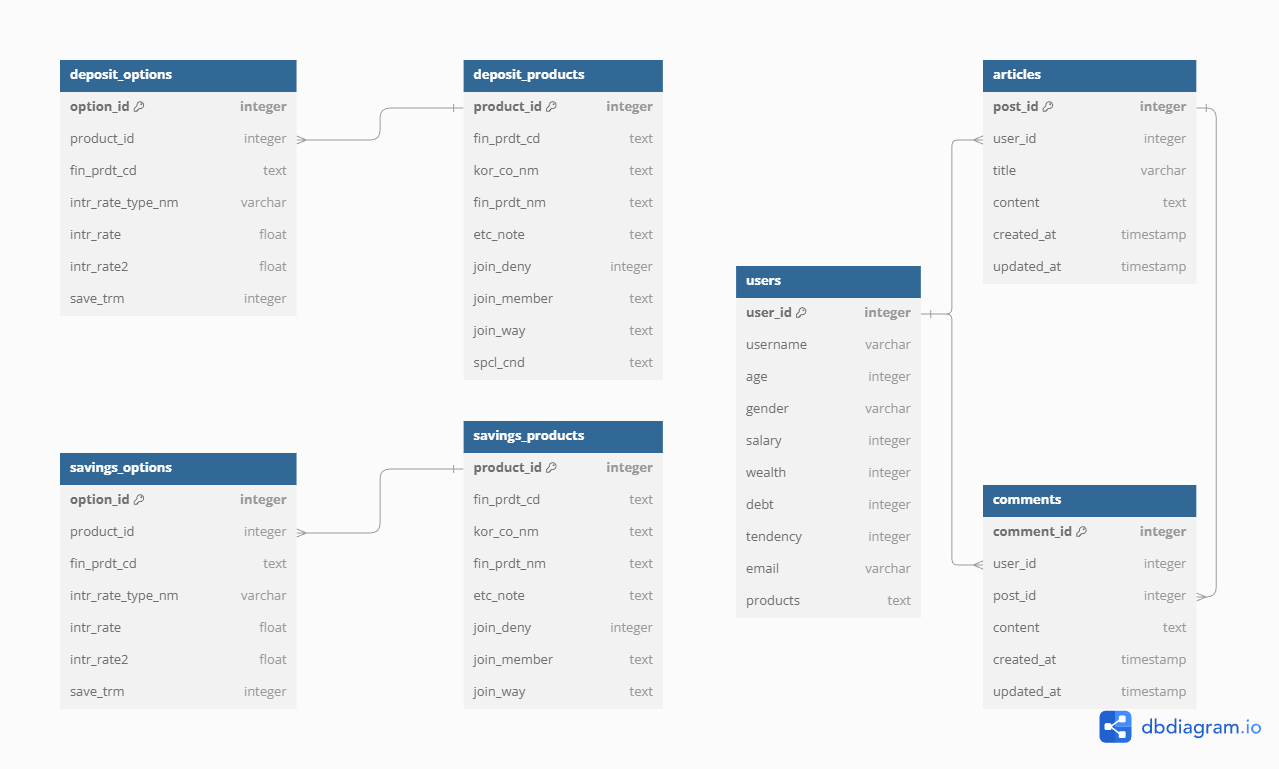 deposit_options
option_id integer
product_id integer
fin_prdt_cd text
intr_rate_type_nm varchar
intr_rate float
intr_rate2 float
save_trm integer
deposit_products
product_id integer
fin_prdt_cd text
kor_co_nm text
fin_prdt_nm text
etc_note text
join_deny integer
join_member text
join_way text
spcl_cnd text
savings_options
option_id integer
product_id integer
fin_prdt_cd text
intr_rate_type_nm varchar
intr_rate float
intr_rate2 float
save_trm integer
savings_products
product_id integer
fin_prdt_cd text
kor_co_nm text
fin_prdt_nm text
etc_note text
join_deny integer
join_member text
join_way text
users
user_id integer
username varchar
age integer
gender varchar
salary integer
wealth integer
debt integer
tendency integer
email varchar
products text
articles
post_id integer
user_id integer
title varchar
content text
created_at timestamp
updated_at timestamp
comments
comment_id integer
user_id integer
post_id integer
content text
created_at timestamp
updated_at timestamp
dbdiagram.io